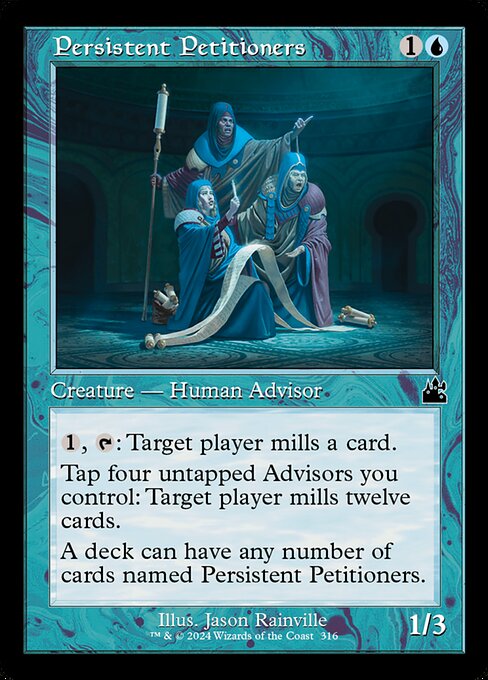 Persistent Petitioners 1
Creature — Human Advisor
1, : Target player mills a card.
Tap four untapped Advisors you
control: Target player mills twelve
cards.
A deck can have any number of
cards named Persistent Petitioners.
Illus. Jason Rainville
™ & © 2024 Wizards of the Coast 316
1/3